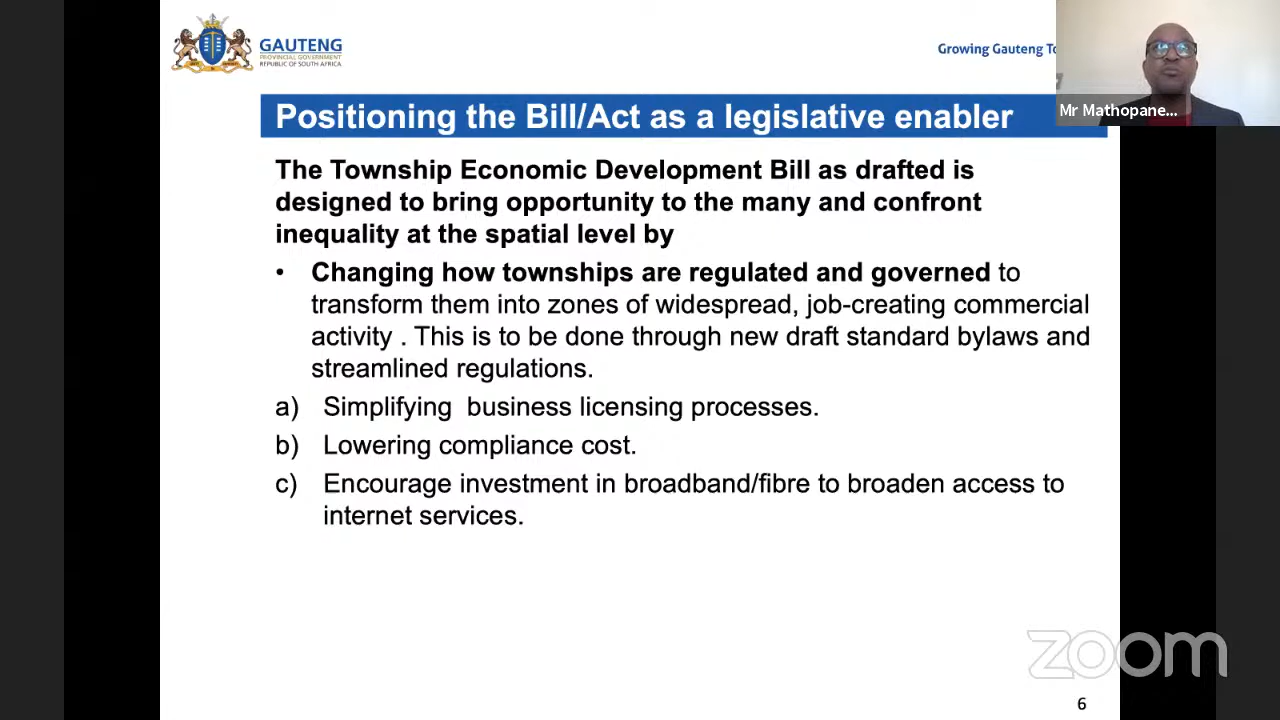 GAUTENG
PROVINCIAL GOVERNMENT
REPUBLIC OF SOUTH AFRICA
Growing Gauteng
Mr Mathopane...
Positioning the Bill/Act as a legislative enabler
The Township Economic Development Bill as drafted is
designed to bring opportunity to the many and confront
inequality at the spatial level by
• Changing how townships are regulated and governed to
transform them into zones of widespread, job-creating commercial
activity . This is to be done through new draft standard bylaws and
streamlined regulations.
a) Simplifying business licensing processes.
b) Lowering compliance cost.
c) Encourage investment in broadband/fibre to broaden access to
internet services.
zoom
6